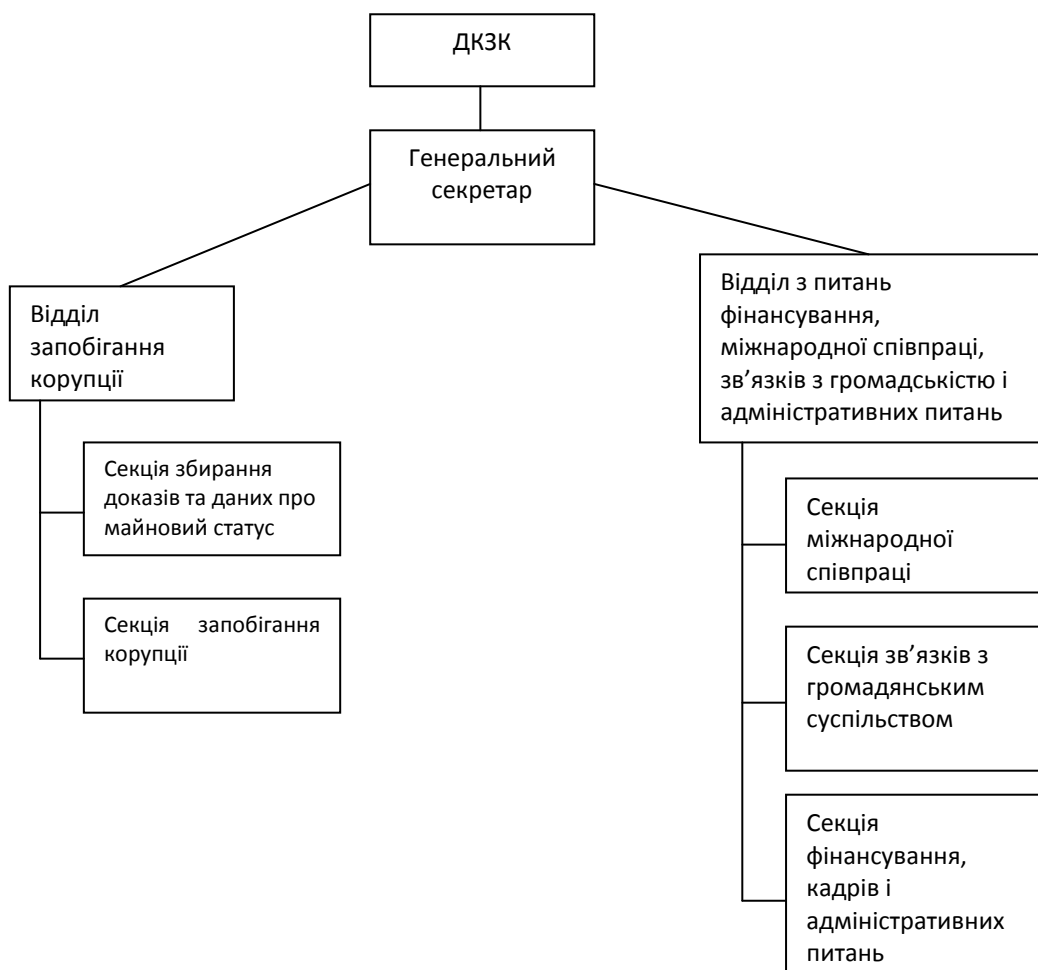 ДКЗК
Генеральний
секретар
Відділ
запобігання
корупції
Секція збирання
доказів та даних про
майновий статус
Секція запобігання
корупції
Відділ з питань
фінансування,
міжнародної співпраці,
зв’язків з громадськістю і
адміністративних питань
Секція
міжнародної
співпраці
Секція зв’язків з
громадянським
суспільством
Секція
фінансування,
кадрів і
адміністративних
питань